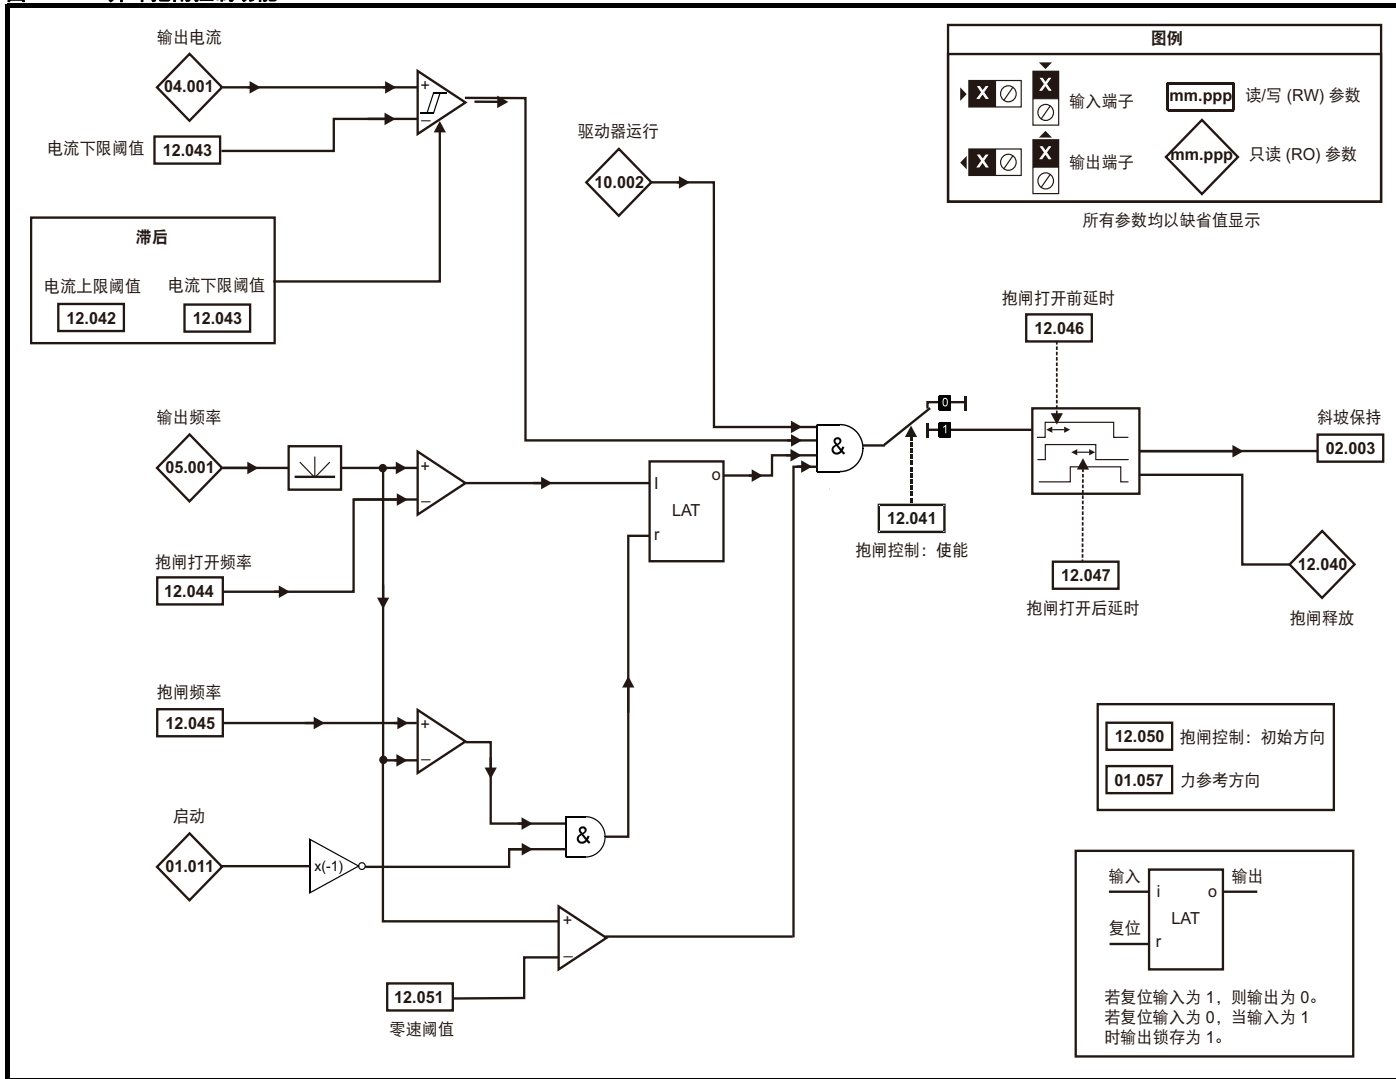 输出电流
04.001
+
–
电流下限阈值
12.043
滞后
电流上限阈值
电流下限阈值
12.042
12.043
驱动器运行
10.002
图例
X
X
输入端子
mm.ppp
读/写 (RW) 参数
X
X
输出端子
mm.ppp
只读 (RO) 参数
所有参数均以缺省值显示
抱闸打开前延时
12.046
输出频率
05.001
+
–
抱闸打开频率
12.044
I
o
LAT
r
&
0
1
12.041
抱闸控制：使能
斜坡保持
02.003
12.047
抱闸打开后延时
12.040
抱闸释放
抱闸频率
12.045
+
–
启动
01.011
x(-1)
&
+
–
12.051
零速阈值
12.050 抱闸控制：初始方向
01.057 力参考方向
输入
i
o
输出
LAT
复位
r
若复位输入为 1，则输出为 0。
若复位输入为 0，当输入为 1
时输出锁存为 1。